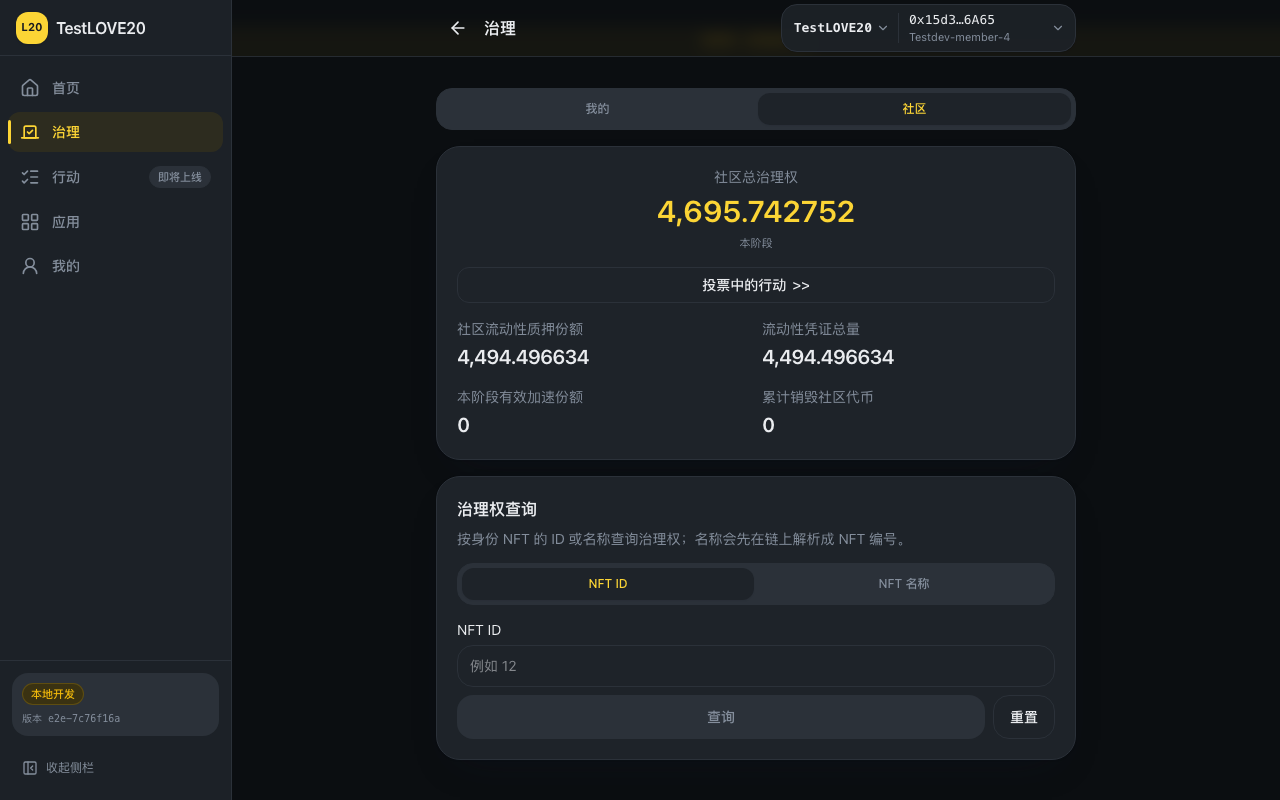 L20 TestLOVE20
首页
治理
行动 即将上线
应用
我的
本地开发
版本 e2e-7c76f16a
收起侧栏
治理
TestLOVE20
0x15d3…6A65
Testdev-member-4
我的 社区
社区总治理权
4,695.742752
本阶段
投票中的行动 >>
社区流动性质押份额 流动性凭证总量
4,494.496634 4,494.496634
本阶段有效加速份额 累计销毁社区代币
0 0
治理权查询
按身份 NFT 的 ID 或名称查询治理权；名称会先在链上解析成 NFT 编号。
NFT ID NFT 名称
NFT ID
例如 12
查询 重置